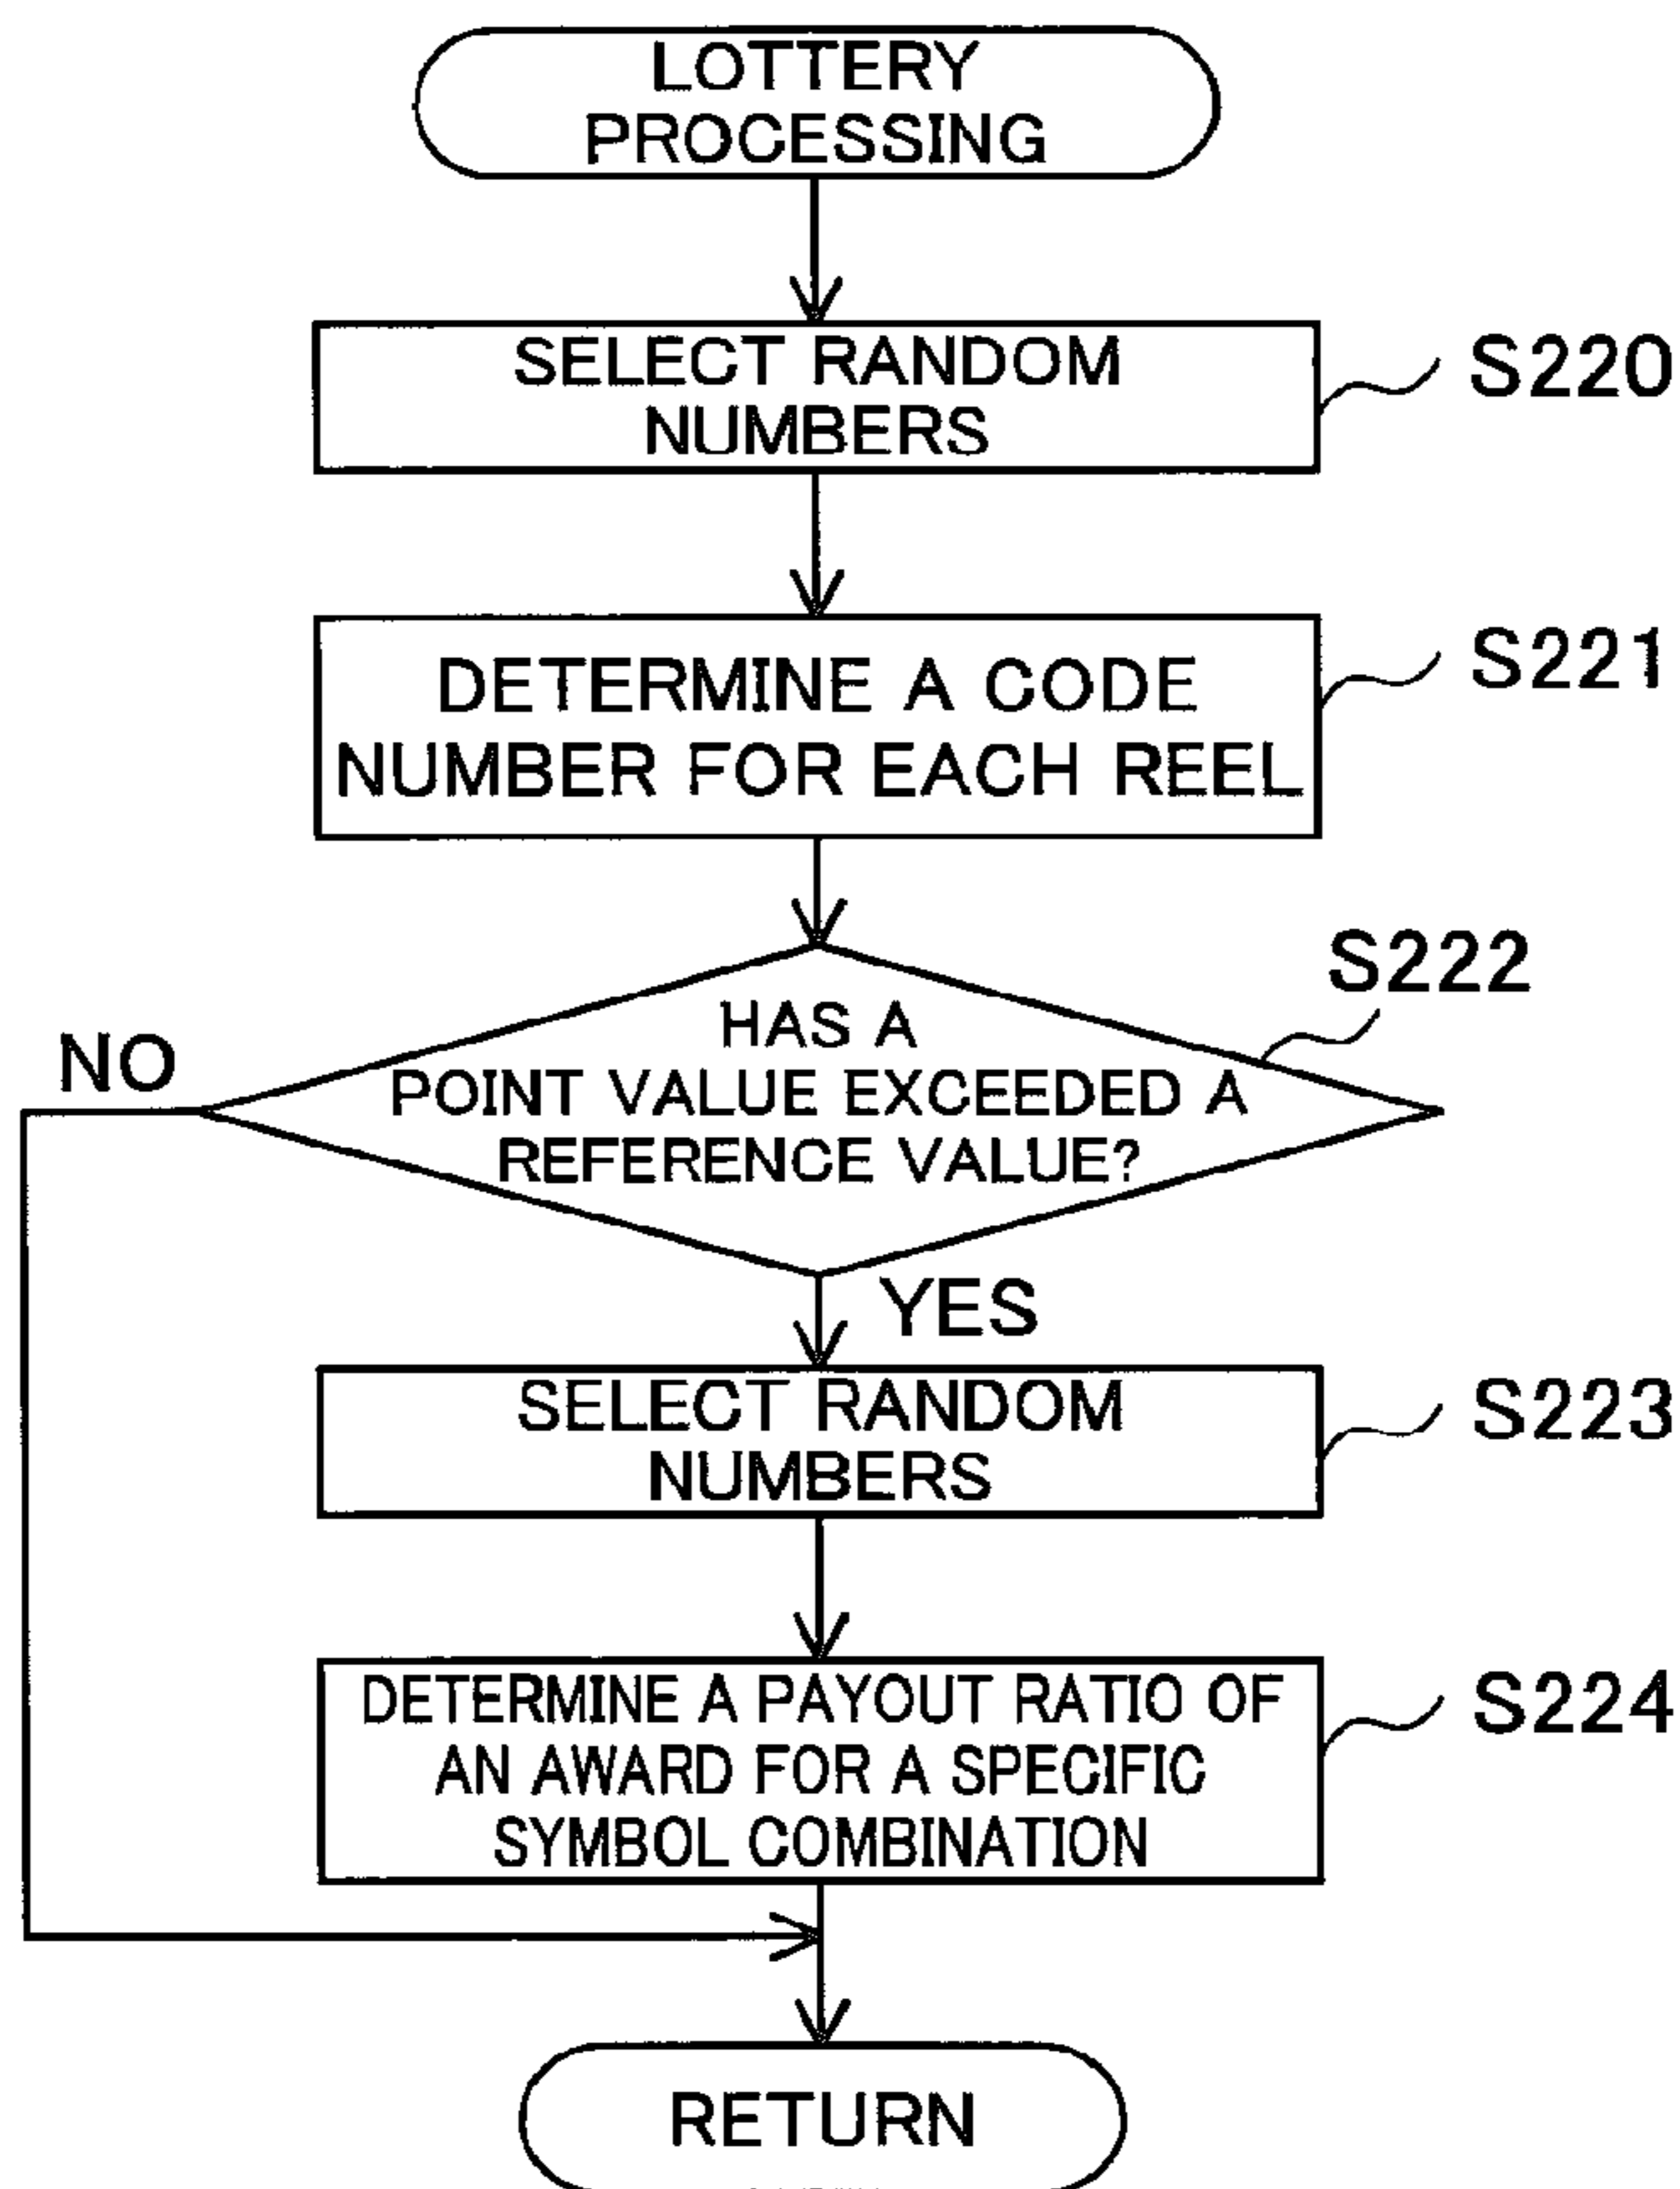 LOTTERY
PROCESSING
SELECT RANDOM
NUMBERS
S220
DETERMINE A CODE
NUMBER FOR EACH REEL
S221
S222
HAS A
POINT VALUE EXCEEDED A
REFERENCE VALUE?
NO
YES
SELECT RANDOM
NUMBERS
S223
DETERMINE A PAYOUT RATIO OF
AN AWARD FOR A SPECIFIC
SYMBOL COMBINATION
S224
RETURN